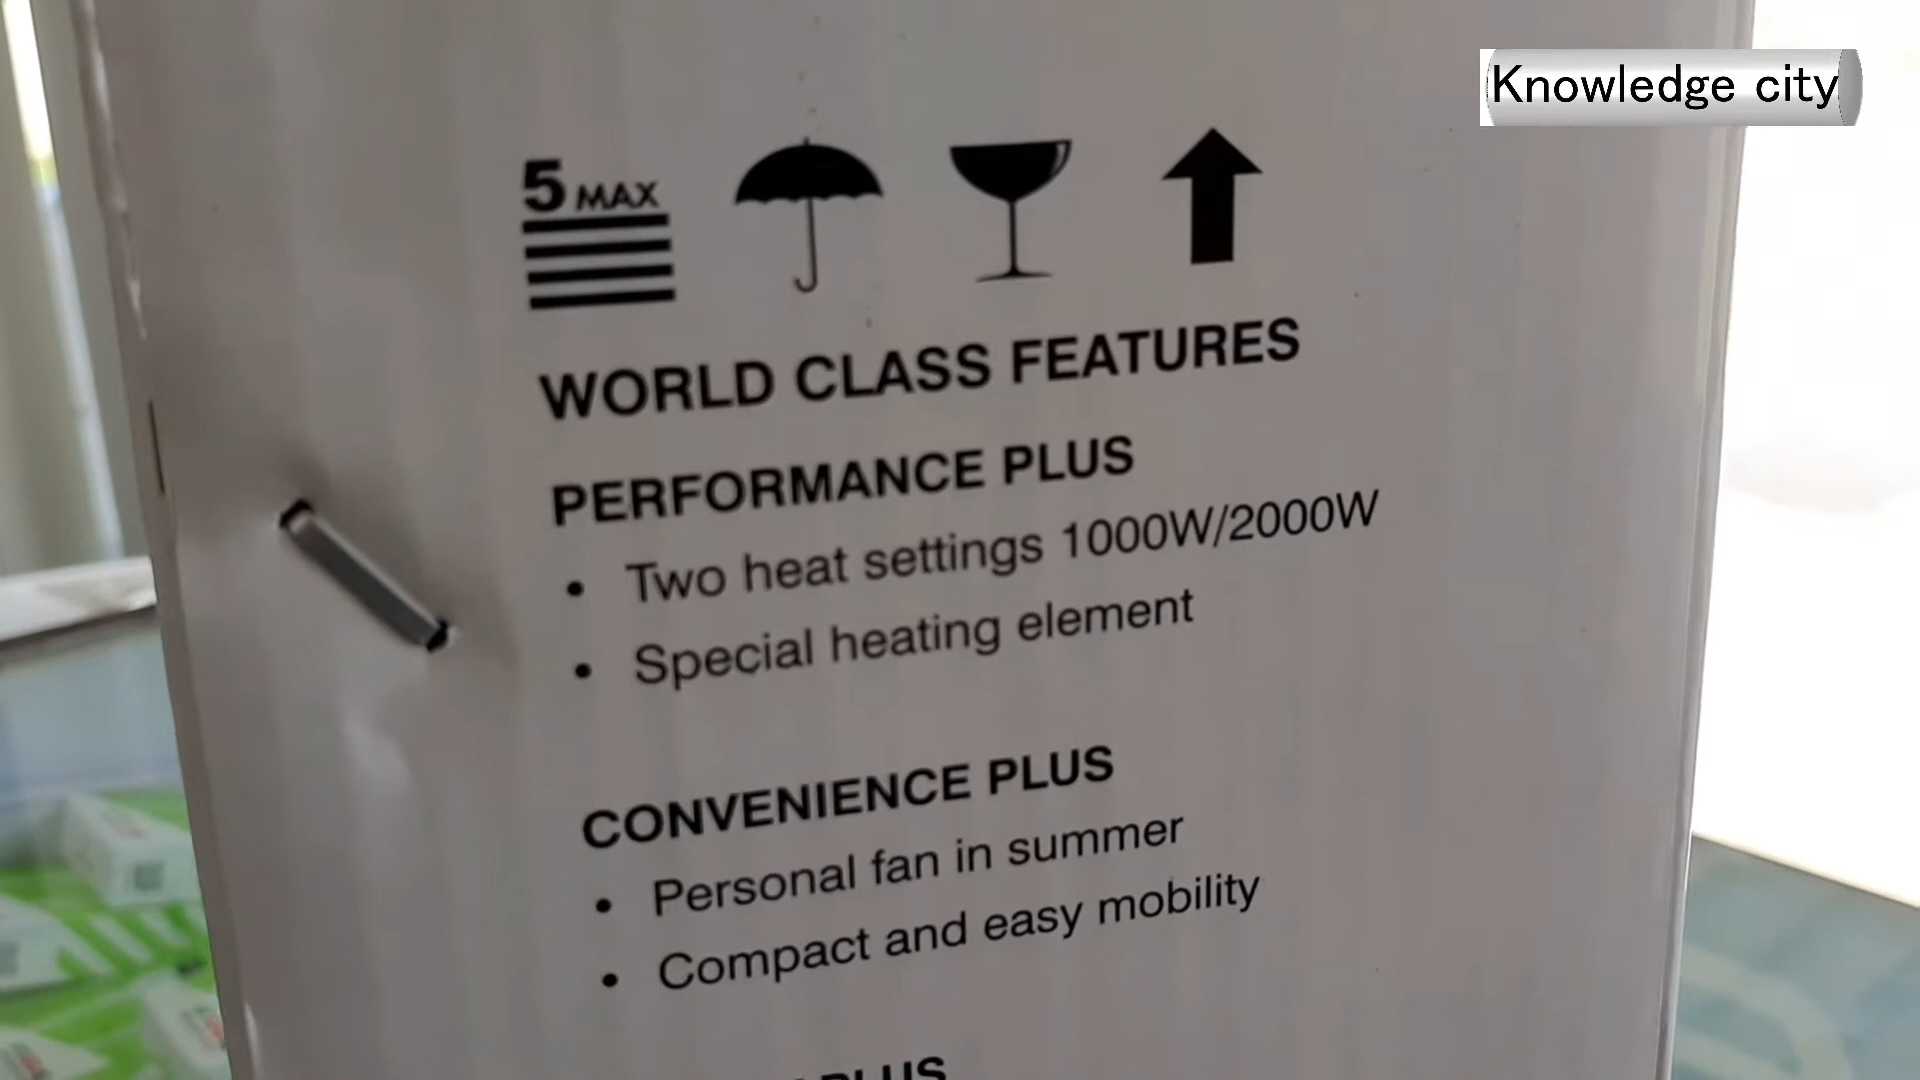 Knowledge city
5 MAX
WORLD CLASS FEATURES
PERFORMANCE PLUS
• Two heat settings 1000W/2000W
• Special heating element
CONVENIENCE PLUS
• Personal fan in summer
• Compact and easy mobility
PLUS